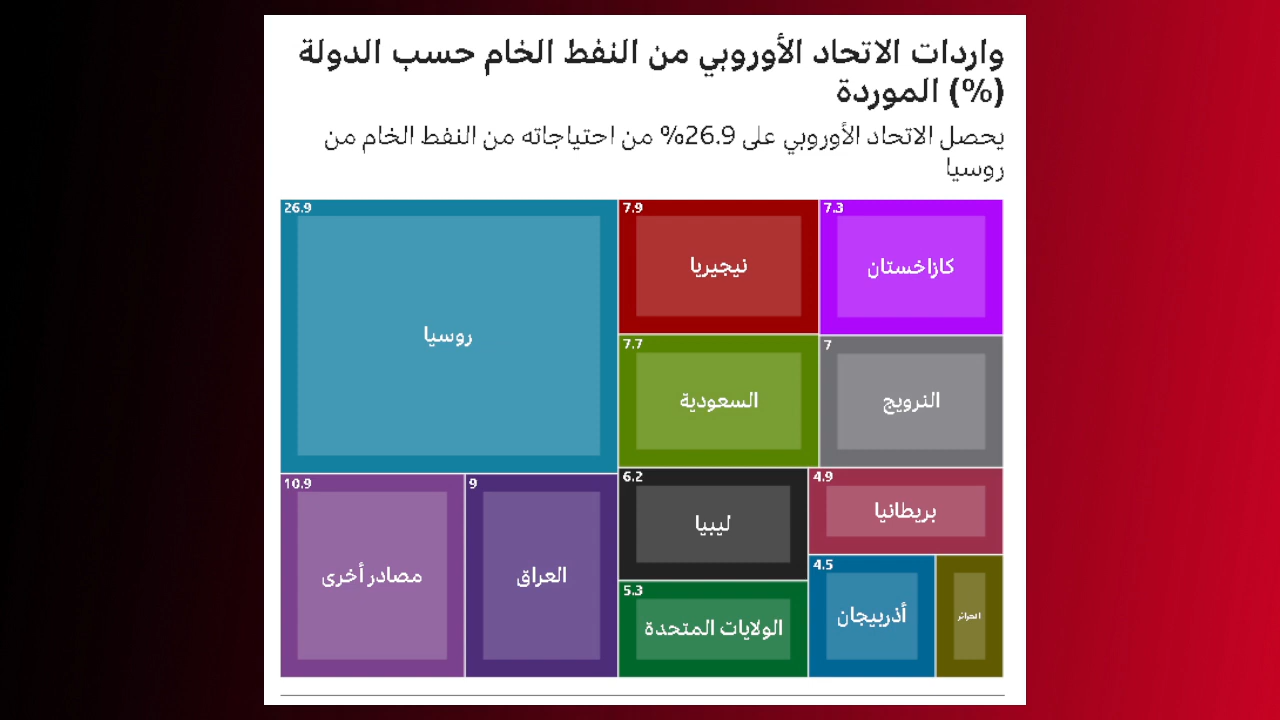 واردات الاتحاد الأوروبي من النفط الخام حسب الدولة
الموردة (%)
يحصل الاتحاد الأوروبي على 26.9% من احتياجاته من النفط الخام من
روسيا
26.9
روسيا
7.9
نيجيريا
7.3
كازاخستان
7.7
السعودية
7
النرويج
10.9
مصادر أخرى
9
العراق
6.2
ليبيا
4.9
بريطانيا
5.3
الولايات المتحدة
4.5
أذربيجان
الجزائر